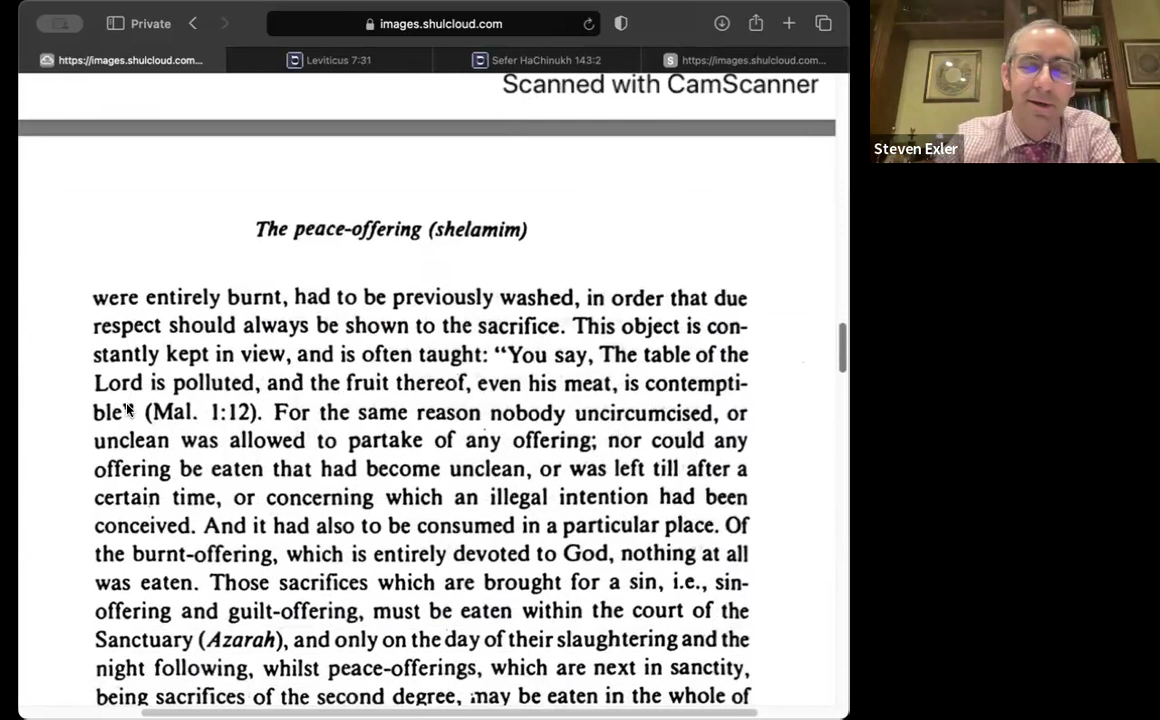 Private
images.shulcloud.com
https://images.shulcloud.com...
Leviticus 7:31
Sefer HaChinukh 143:2
https://images.shulcloud.com...
Scanned with CamScanner
Steven Exler
The peace-offering (shelamim)
were entirely burnt, had to be previously washed, in order that due
respect should always be shown to the sacrifice. This object is con-
stantly kept in view, and is often taught: “You say, The table of the
Lord is polluted, and the fruit thereof, even his meat, is contempti-
ble” (Mal. 1:12). For the same reason nobody uncircumcised, or
unclean was allowed to partake of any offering; nor could any
offering be eaten that had become unclean, or was left till after a
certain time, or concerning which an illegal intention had been
conceived. And it had also to be consumed in a particular place. Of
the burnt-offering, which is entirely devoted to God, nothing at all
was eaten. Those sacrifices which are brought for a sin, i.e., sin-
offering and guilt-offering, must be eaten within the court of the
Sanctuary (Azarah), and only on the day of their slaughtering and the
night following, whilst peace-offerings, which are next in sanctity,
being sacrifices of the second degree, may be eaten in the whole of